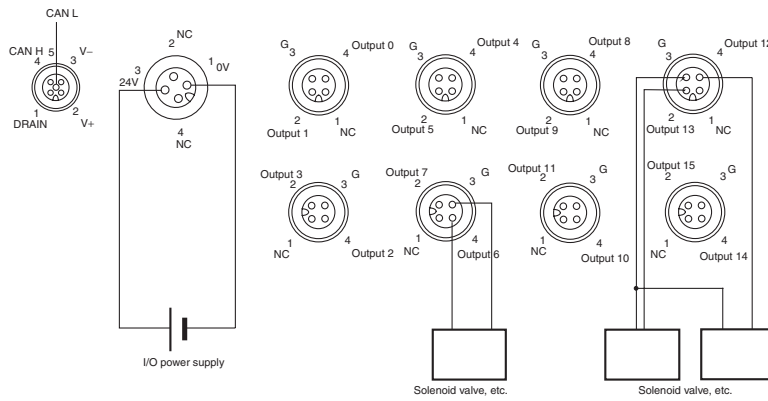 CAN L
CAN H 5 V–
4 3
1 2
DRAIN V+
NC
2
3 1 0V
24V
4
NC
I/O power supply
G 3 4 Output 0
2 1 NC
Output 1
G 3 4 Output 4
2 1 NC
Output 5
G 3 4 Output 8
2 1 NC
Output 9
G 3 4 Output 12
2 1 NC
Output 13
Output 3 2 3 G
1 4
NC Output 2
Output 7 2 3 G
1 4
NC Output 6
Output 11 2 3 G
1 4
NC Output 10
Output 15 2 3 G
1 4
NC Output 14
Solenoid valve, etc.
Solenoid valve, etc.